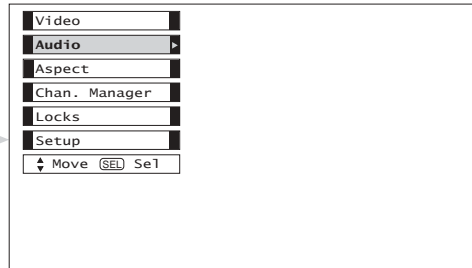 Video
Audio
Aspect
Chan. Manager
Locks
Setup
Move SEL Sel